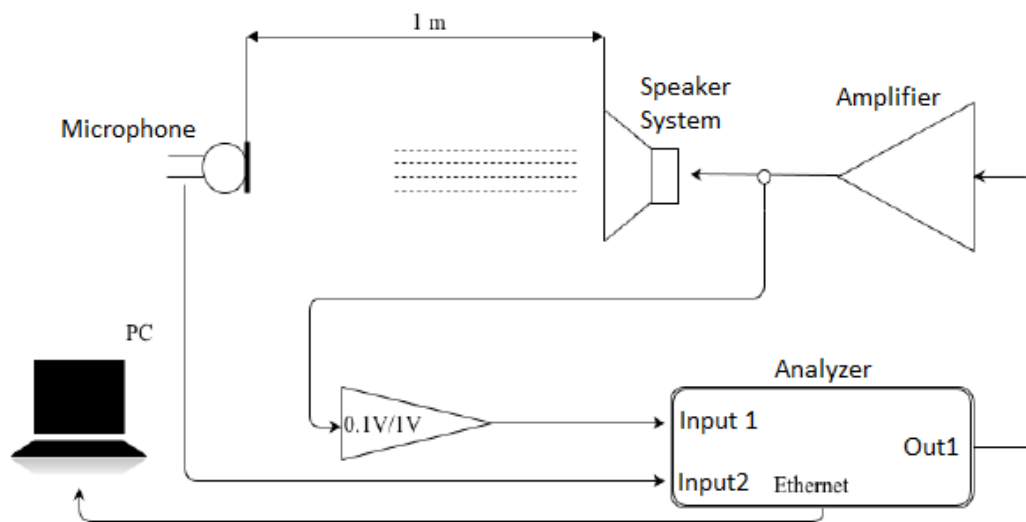 1 m
Speaker
System
Amplifier
Microphone
PC
0.1V/1V
Analyzer
Input 1
Out1
Input2
Ethernet